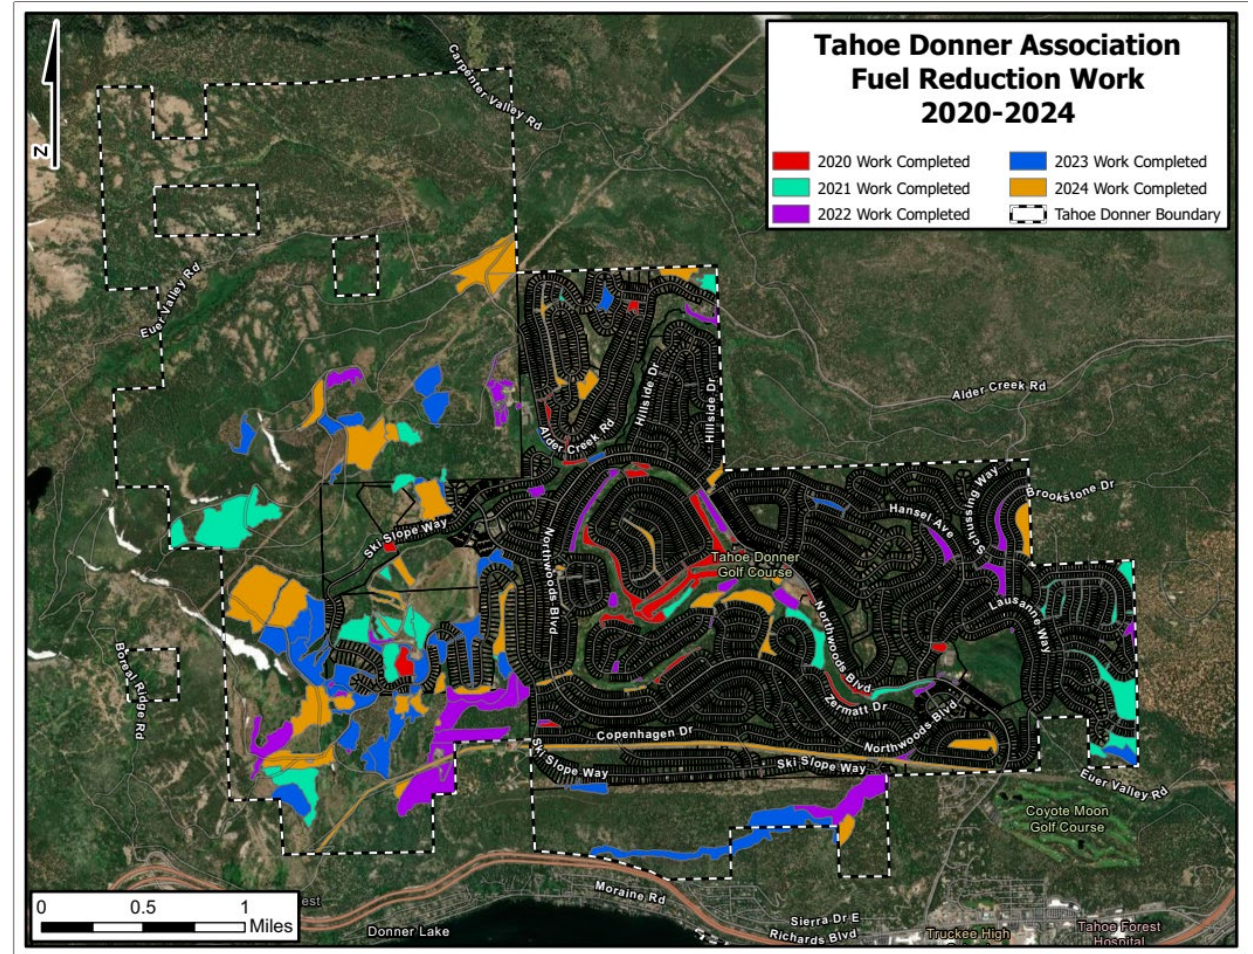 Tahoe Donner Association
Fuel Reduction Work
2020-2024
2020 Work Completed
2023 Work Completed
2021 Work Completed
2024 Work Completed
2022 Work Completed
Tahoe Donner Boundary
N
Carpenter Valley Rd
Euer Valley Rd
Alder Creek Rd
Hillside Dr
Hillside Dr
Alder Creek Rd
Ski Slope Way
Northwoods Blvd
Tahoe Donner
Golf Course
Hansel Ave
Schussing Way
Brookstone Dr
Lausanne Way
Northwoods Blvd
Zermatt Dr
Northwoods Blvd
Copenhagen Dr
Ski Slope Way
Ski Slope Way
Boreal Ridge Rd
Euer Valley Rd
Coyote Moon
Golf Course
0 0.5 1
Miles
est
Donner Lake
Moraine Rd
Sierra Dr E
Richards Blvd
Truckee High
Tahoe Forest
Hospital